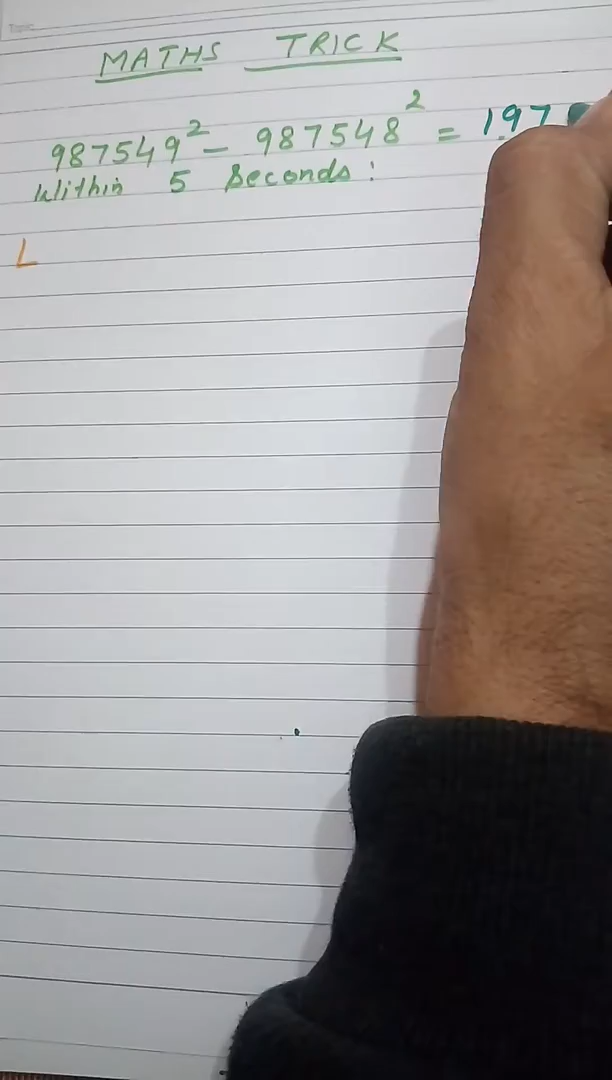 MATHS TRICK
987549² - 987548² = 197
Within 5 Seconds:
L